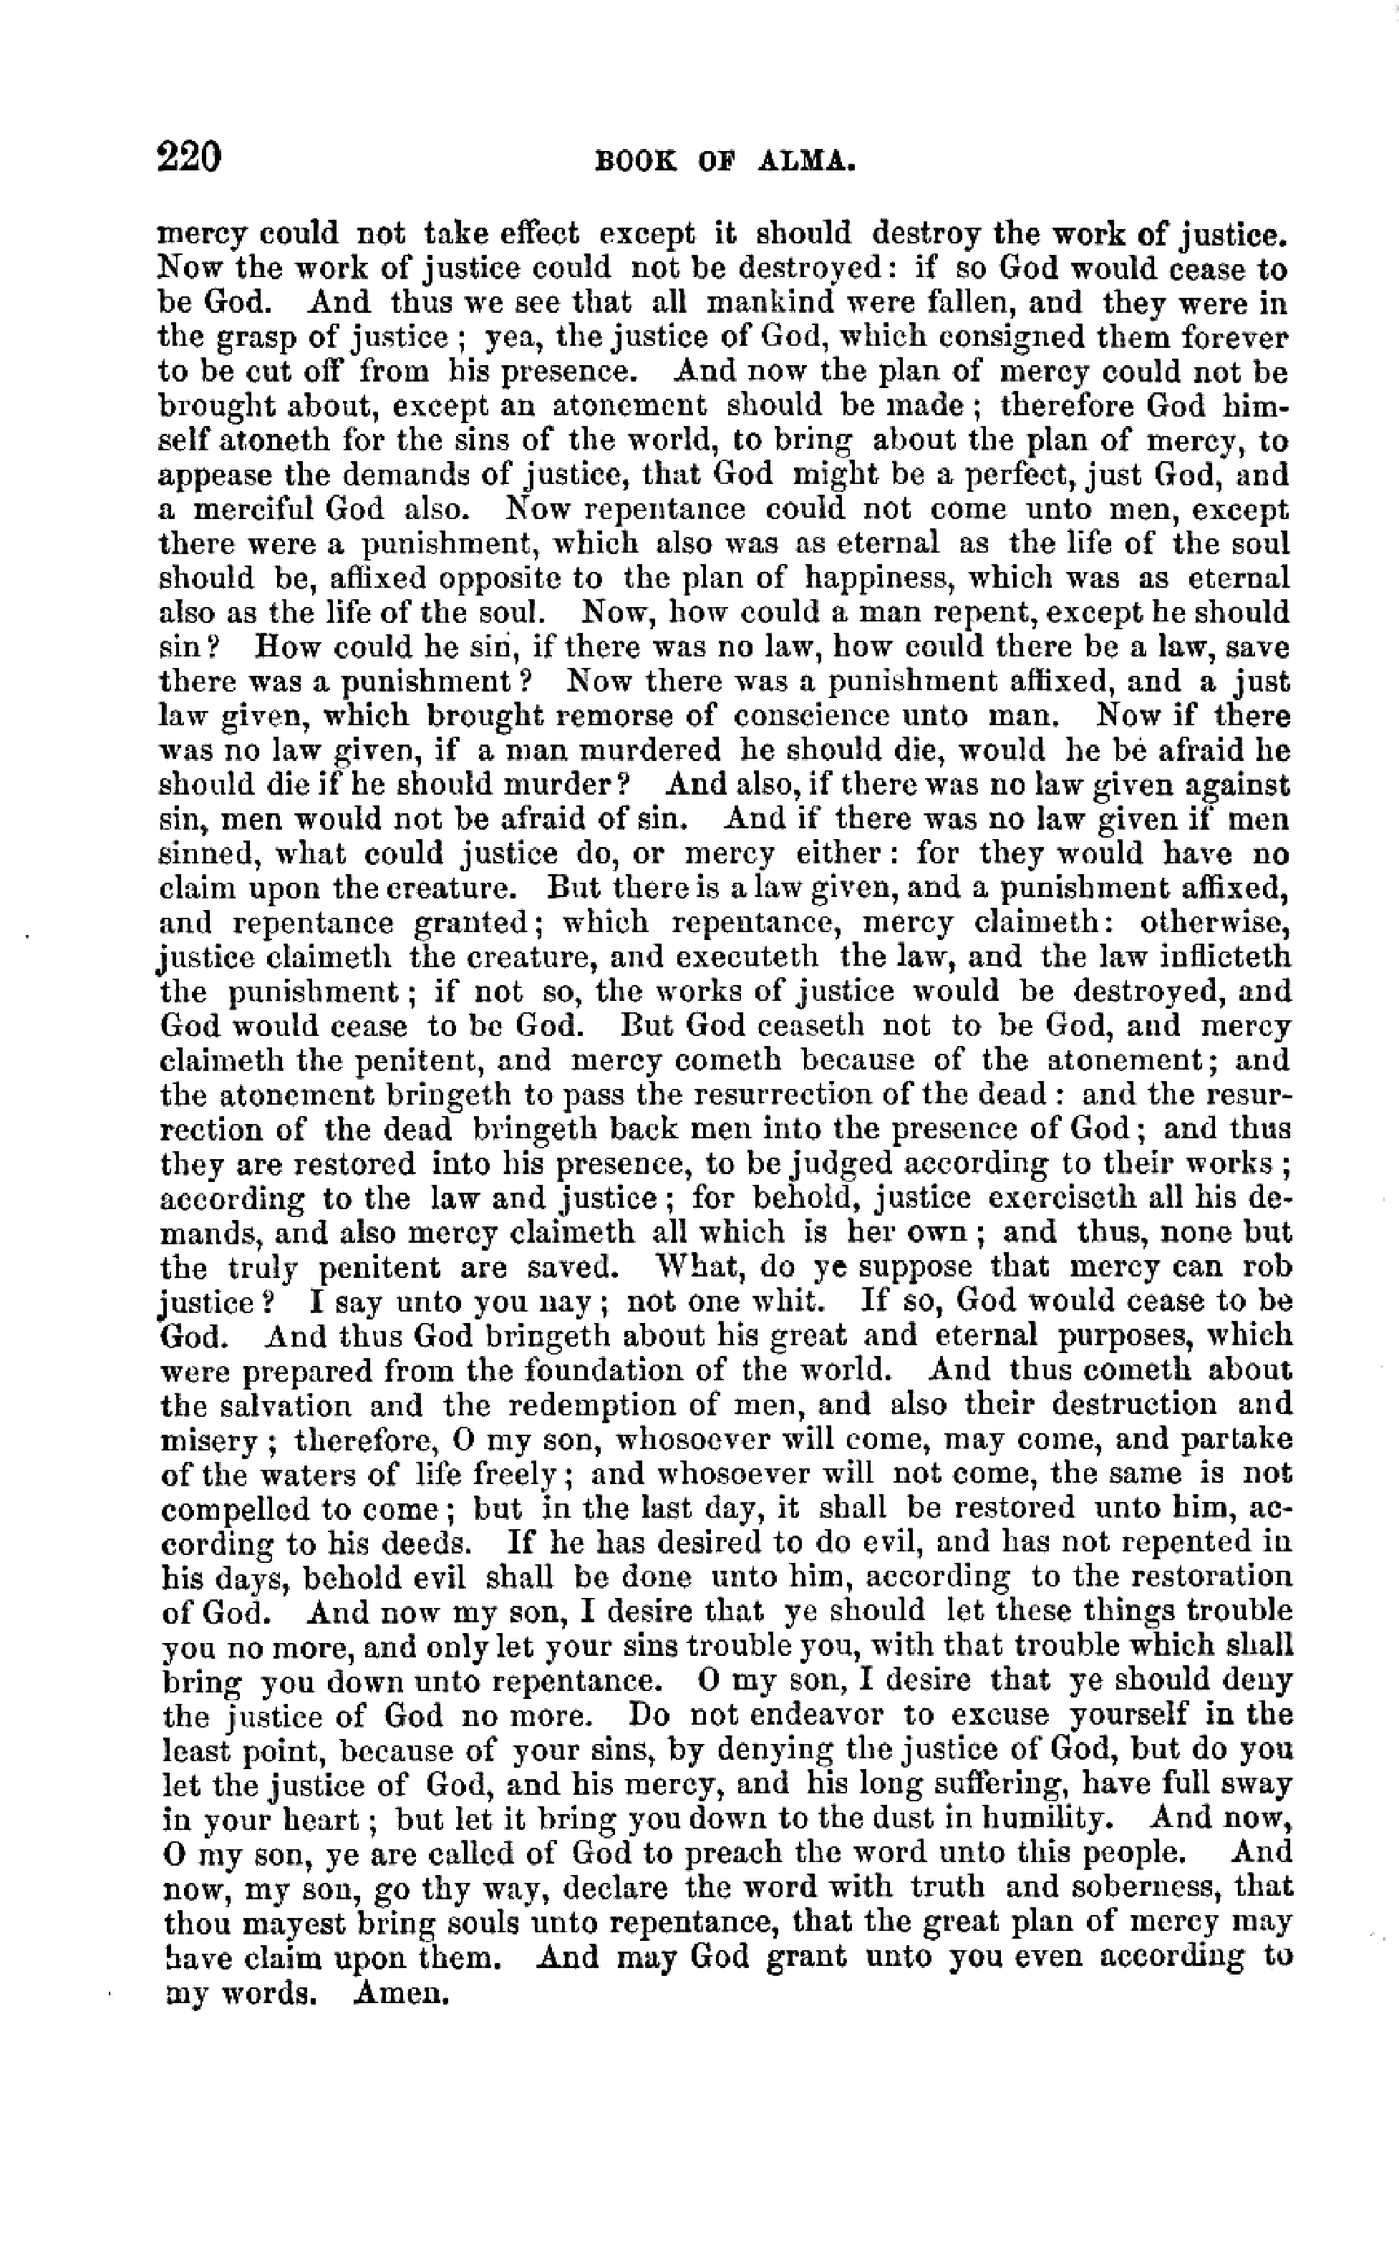 220 BOOK OF ALMA.
mercy could not take effect except it should destroy the work of justice.
Now the work of justice could not be destroyed: if so God would cease to
be God. And thus we see that all mankind were fallen, and they were in
the grasp of justice; yea, the justice of God, which consigned them forever
to be cut off from his presence. And now the plan of mercy could not be
brought about, except an atonement should be made; therefore God him-
self atoneth for the sins of the world, to bring about the plan of mercy, to
appease the demands of justice, that God might be a perfect, just God, and
a merciful God also. Now repentance could not come unto men, except
there were a punishment, which also was as eternal as the life of the soul
should be, affixed opposite to the plan of happiness, which was as eternal
also as the life of the soul. Now, how could a man repent, except he should
sin? How could he sin, if there was no law, how could there be a law, save
there was a punishment? Now there was a punishment affixed, and a just
law given, which brought remorse of conscience unto man. Now if there
was no law given, if a man murdered he should die, would he be afraid he
should die if he should murder? And also, if there was no law given against
sin, men would not be afraid of sin. And if there was no law given if men
sinned, what could justice do, or mercy either: for they would have no
claim upon the creature. But there is a law given, and a punishment affixed,
and repentance granted; which repentance, mercy claimeth: otherwise,
justice claimeth the creature, and executeth the law, and the law inflicteth
the punishment; if not so, the works of justice would be destroyed, and
God would cease to be God. But God ceaseth not to be God, and mercy
claimeth the penitent, and mercy cometh because of the atonement; and
the atonement bringeth to pass the resurrection of the dead: and the resur-
rection of the dead bringeth back men into the presence of God; and thus
they are restored into his presence, to be judged according to their works;
according to the law and justice; for behold, justice exerciseth all his de-
mands, and also mercy claimeth all which is her own; and thus, none but
the truly penitent are saved. What, do ye suppose that mercy can rob
justice? I say unto you nay; not one whit. If so, God would cease to be
God. And thus God bringeth about his great and eternal purposes, which
were prepared from the foundation of the world. And thus cometh about
the salvation and the redemption of men, and also their destruction and
misery; therefore, O my son, whosoever will come, may come, and partake
of the waters of life freely; and whosoever will not come, the same is not
compelled to come; but in the last day, it shall be restored unto him, ac-
cording to his deeds. If he has desired to do evil, and has not repented in
his days, behold evil shall be done unto him, according to the restoration
of God. And now my son, I desire that ye should let these things trouble
you no more, and only let your sins trouble you, with that trouble which shall
bring you down unto repentance. O my son, I desire that ye should deny
the justice of God no more. Do not endeavor to excuse yourself in the
least point, because of your sins, by denying the justice of God, but do you
let the justice of God, and his mercy, and his long suffering, have full sway
in your heart; but let it bring you down to the dust in humility. And now,
O my son, ye are called of God to preach the word unto this people. And
now, my son, go thy way, declare the word with truth and soberness, that
thou mayest bring souls unto repentance, that the great plan of mercy may
have claim upon them. And may God grant unto you even according to
my words. Amen.